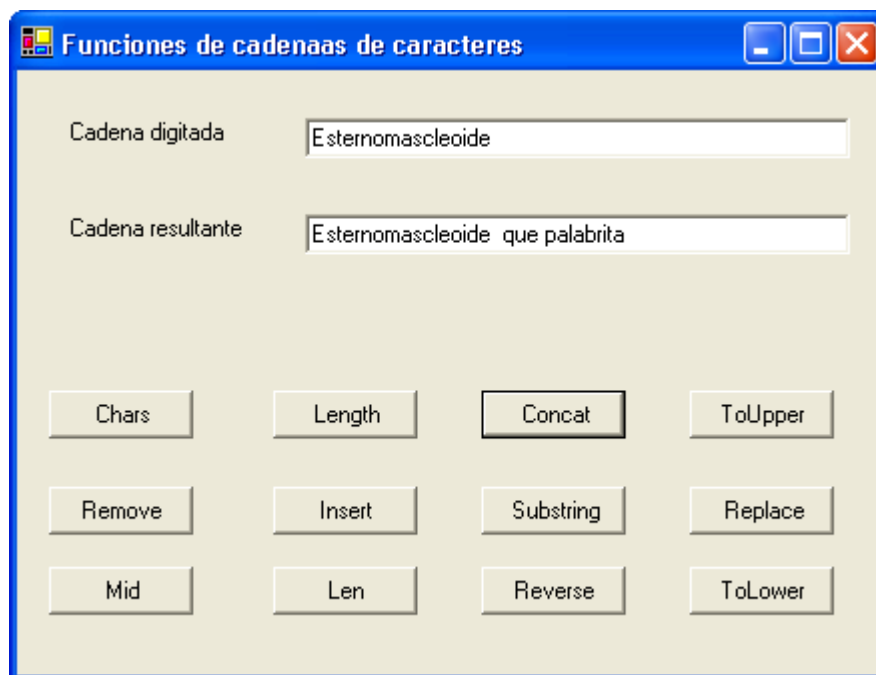 Funciones de cadenaas de caracteres
Cadena digitada Esternomascleoide
Cadena resultante Esternomascleoide  que palabrita
Chars Length Concat ToUpper
Remove Insert Substring Replace
Mid Len Reverse ToLower